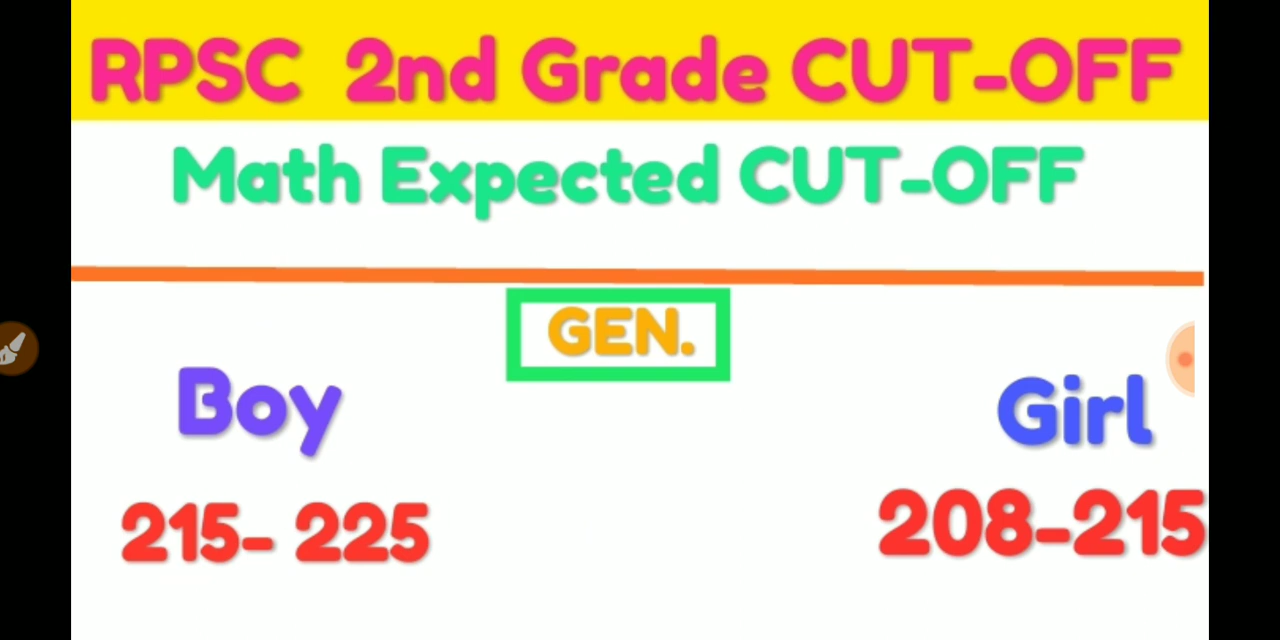 RPSC 2nd Grade CUT-OFF
Math Expected CUT-OFF
GEN.
Boy Girl
215- 225 208-215